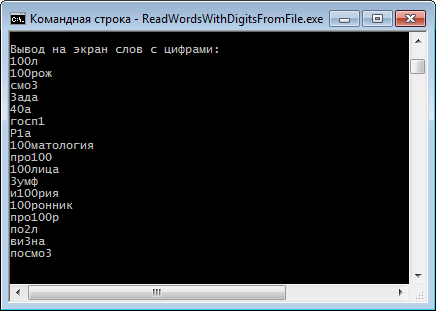 Командная строка - ReadWordsWithDigitsFromFile.exe
Вывод на экран слов с цифрами:
100л
100рож
смо3
3ада
40а
госп1
Р1а
100матология
про100
100лица
3умф
и100рия
100ронник
про100р
по2л
ви3на
посмо3